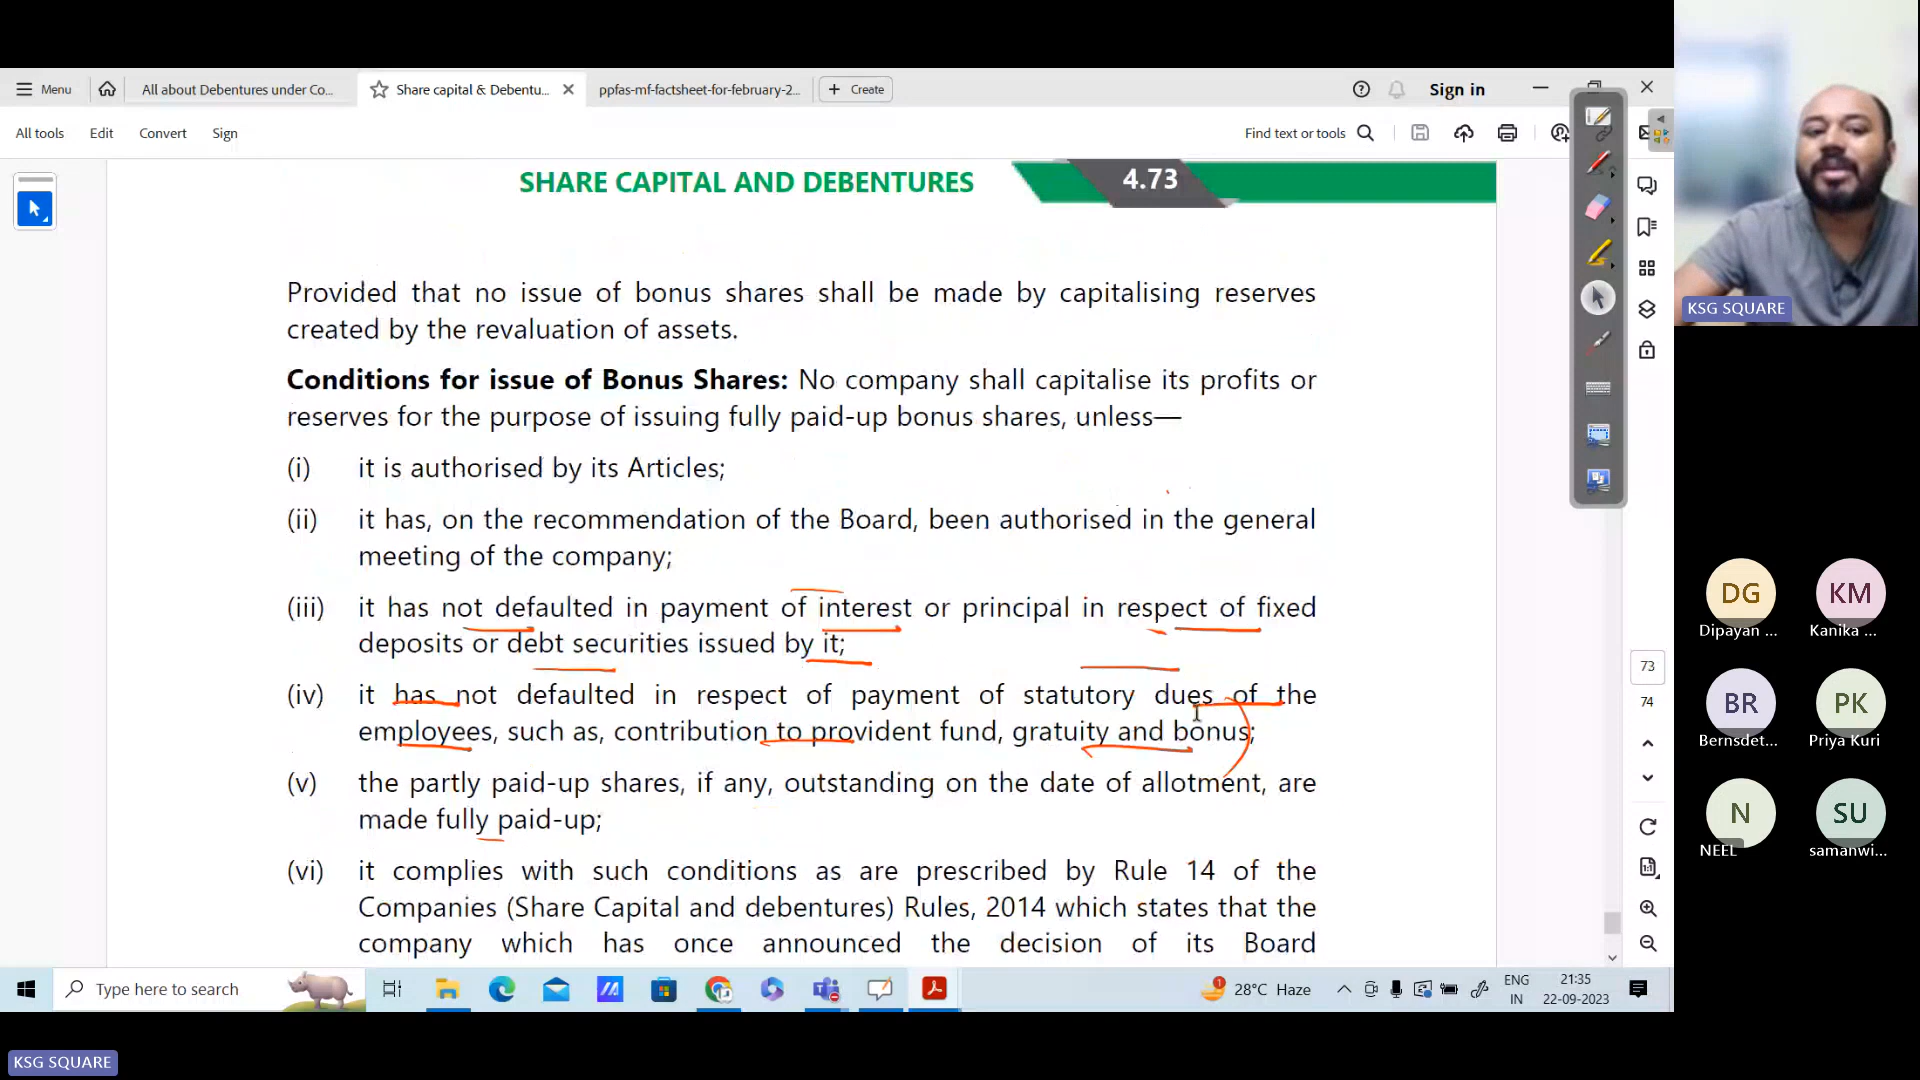 Menu
All about Debentures under Co...
Share capital & Debentu...
ppfas-mf-factsheet-for-february-2...
Create
Sign in
All tools
Edit
Convert
Sign
Find text or tools
SHARE CAPITAL AND DEBENTURES
4.73
Provided that no issue of bonus shares shall be made by capitalising reserves
created by the revaluation of assets.
Conditions for issue of Bonus Shares: No company shall capitalise its profits or
reserves for the purpose of issuing fully paid-up bonus shares, unless—
(i) it is authorised by its Articles;
(ii) it has, on the recommendation of the Board, been authorised in the general
meeting of the company;
(iii) it has not defaulted in payment of interest or principal in respect of fixed
deposits or debt securities issued by it;
(iv) it has not defaulted in respect of payment of statutory dues of the
employees, such as, contribution to provident fund, gratuity and bonus;
(v) the partly paid-up shares, if any, outstanding on the date of allotment, are
made fully paid-up;
(vi) it complies with such conditions as are prescribed by Rule 14 of the
Companies (Share Capital and debentures) Rules, 2014 which states that the
company which has once announced the decision of its Board
73
74
KSG SQUARE
DG
Dipayan ...
KM
Kanika ...
BR
Bernsdet...
PK
Priya Kuri
N
NEEL
SU
samanwi...
Type here to search
1
28°C Haze
ENG
IN
21:35
22-09-2023
KSG SQUARE